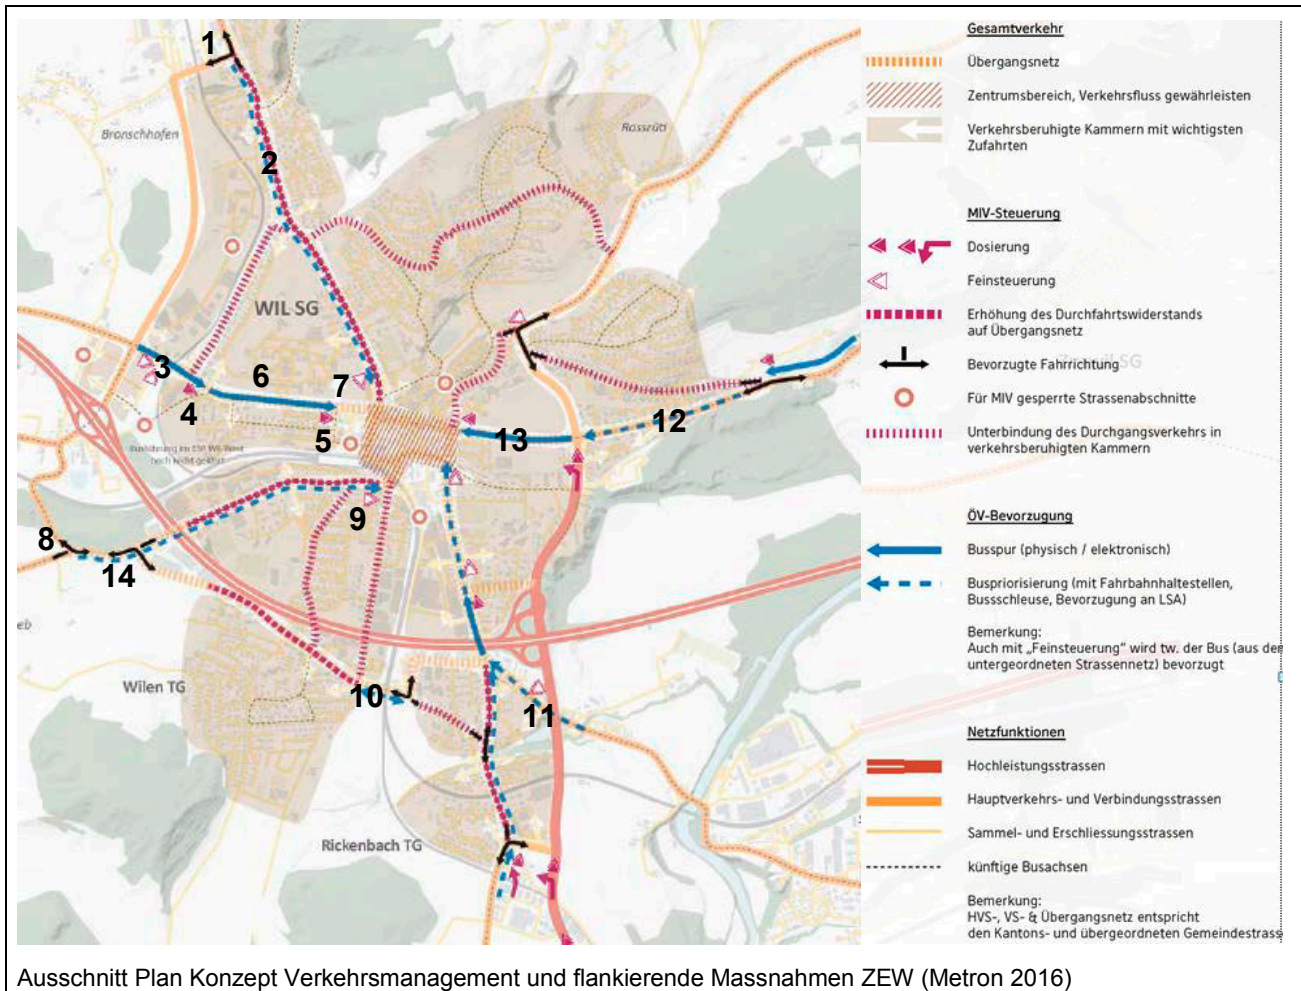 1
Bronschhofen
Rossrüti
2
WIL SG
3
6
7
4
5
13
12
9
8
14
Wilen TG
10
11
Rickenbach TG
Gesamtverkehr
Übergangsnetz
Zentrumsbereich, Verkehrsfluss gewährleisten
Verkehrsberuhigte Kammern mit wichtigsten
Zufahrten
MIV-Steuerung
Dosierung
Feinsteuerung
Erhöhung des Durchfahrtswiderstands
auf Übergangsnetz
Bevorzugte Fahrrichtung
Für MIV gesperrte Strassenabschnitte
Unterbindung des Durchgangsverkehrs in
verkehrsberuhigten Kammern
ÖV-Bevorzugung
Busspur (physisch / elektronisch)
Buspriorisierung (mit Fahrbahnhaltestellen,
Bussschleuse, Bevorzugung an LSA)
Bemerkung:
Auch mit „Feinsteuerung" wird tw. der Bus (aus der
untergeordneten Strassennetz) bevorzugt
Netzfunktionen
Hochleistungsstrassen
Hauptverkehrs- und Verbindungsstrassen
Sammel- und Erschliessungsstrassen
künftige Busachsen
Bemerkung:
HVS-, VS- & Übergangsnetz entspricht
den Kantons- und übergeordneten Gemeindestrass
Ausschnitt Plan Konzept Verkehrsmanagement und flankierende Massnahmen ZEW (Metron 2016)